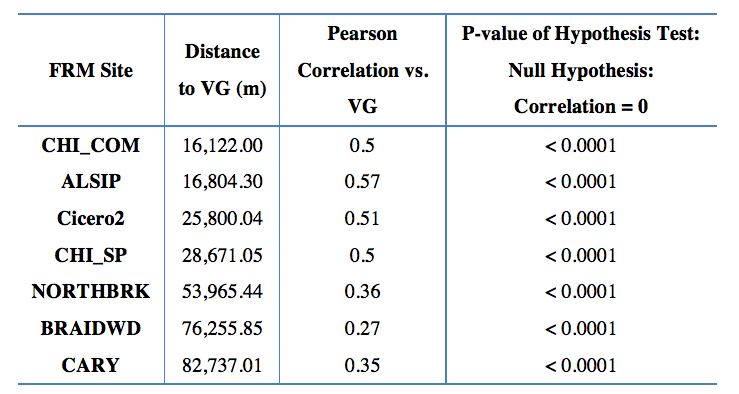 FRM Site Distance to VG (m) Pearson Correlation vs. VG P-value of Hypothesis Test: Null Hypothesis: Correlation = 0
CHI_COM 16,122.00 0.5 < 0.0001
ALSIP 16,804.30 0.57 < 0.0001
Cicero2 25,800.04 0.51 < 0.0001
CHI_SP 28,671.05 0.5 < 0.0001
NORTHBRK 53,965.44 0.36 < 0.0001
BRAIDWD 76,255.85 0.27 < 0.0001
CARY 82,737.01 0.35 < 0.0001